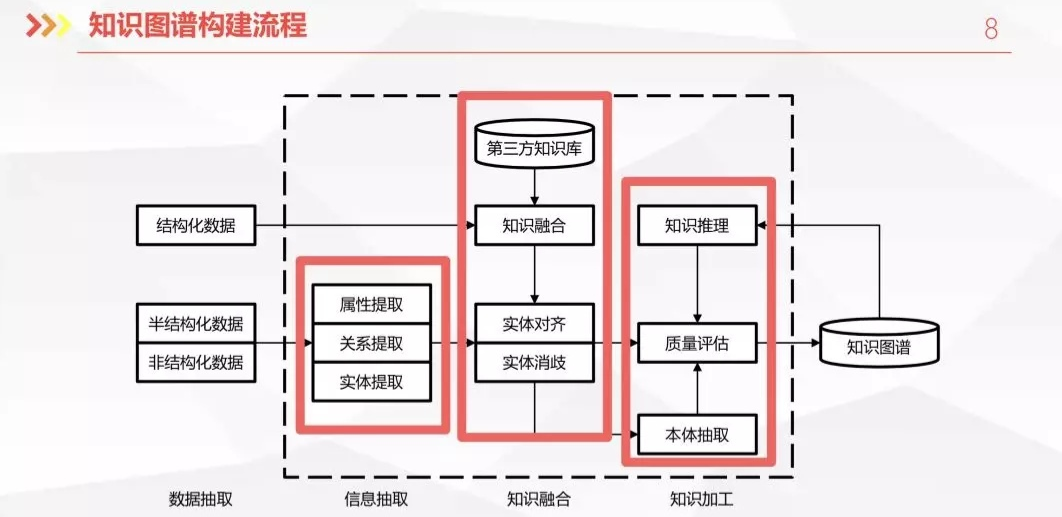 知识图谱构建流程
8
第三方知识库
结构化数据
知识融合
知识推理
属性提取
半结构化数据
实体对齐
关系提取
质量评估
知识图谱
非结构化数据
实体消歧
实体提取
本体抽取
数据抽取
信息抽取
知识融合
知识加工